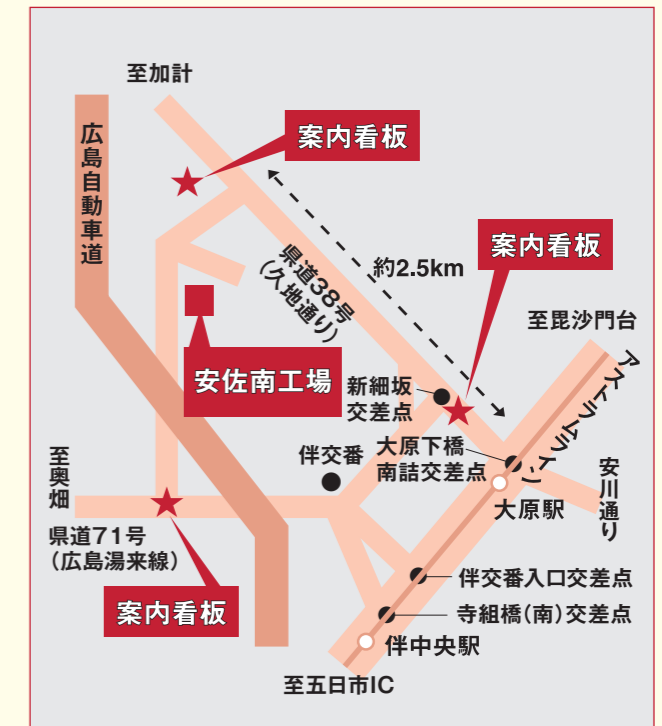 至加計
広島自動車道
案内看板
案内看板
約2.5km
県道38号
（久地通り）
至毘沙門台
アストラムライン
安佐南工場
新細坂
交差点
大原下橋
南詰交差点
伴交番
至奥畑
大原駅
安川通り
県道71号
（広島湯来線）
伴交番入口交差点
案内看板
寺組橋（南）交差点
伴中央駅
至五日市IC